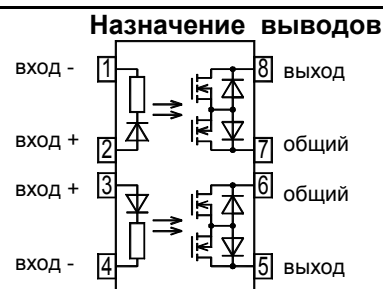 Назначение выводов
вход - 1 8 выход
вход + 2 7 общий
вход + 3 6 общий
вход - 4 5 выход